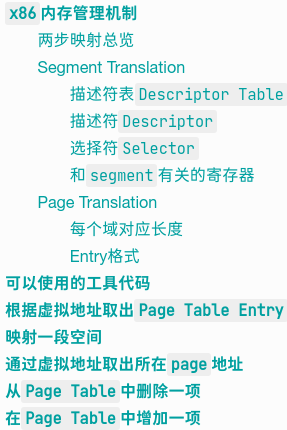 x86 内存管理机制
两步映射总览
Segment Translation
描述符表 Descriptor Table
描述符 Descriptor
选择符 Selector
和 segment 有关的寄存器
Page Translation
每个域对应长度
Entry格式
可以使用的工具代码
根据虚拟地址取出 Page Table Entry
映射一段空间
通过虚拟地址取出所在 page 地址
从 Page Table 中删除一项
在 Page Table 中增加一项